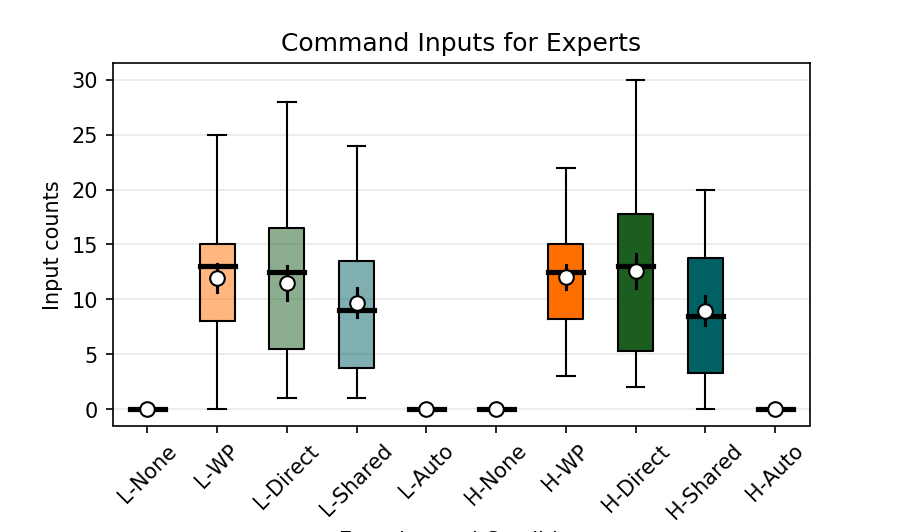 Command Inputs for Experts
Input counts
30
25
20
15
10
5
0
L-None
L-WP
L-Direct
L-Shared
L-Auto
H-None
H-WP
H-Direct
H-Shared
H-Auto